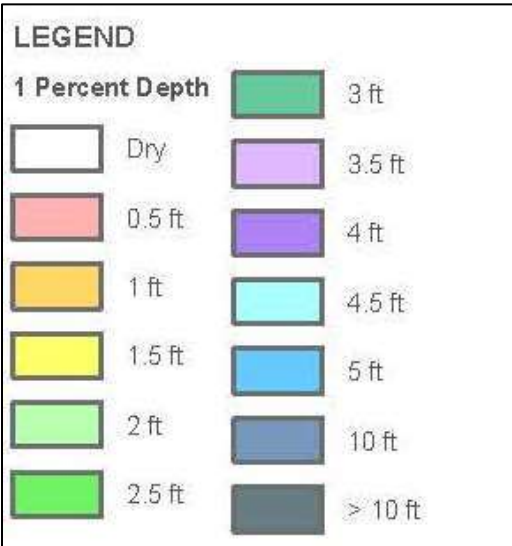 LEGEND
1 Percent Depth
Dry
0.5 ft
1 ft
1.5 ft
2 ft
2.5 ft
3 ft
3.5 ft
4 ft
4.5 ft
5 ft
10 ft
> 10 ft